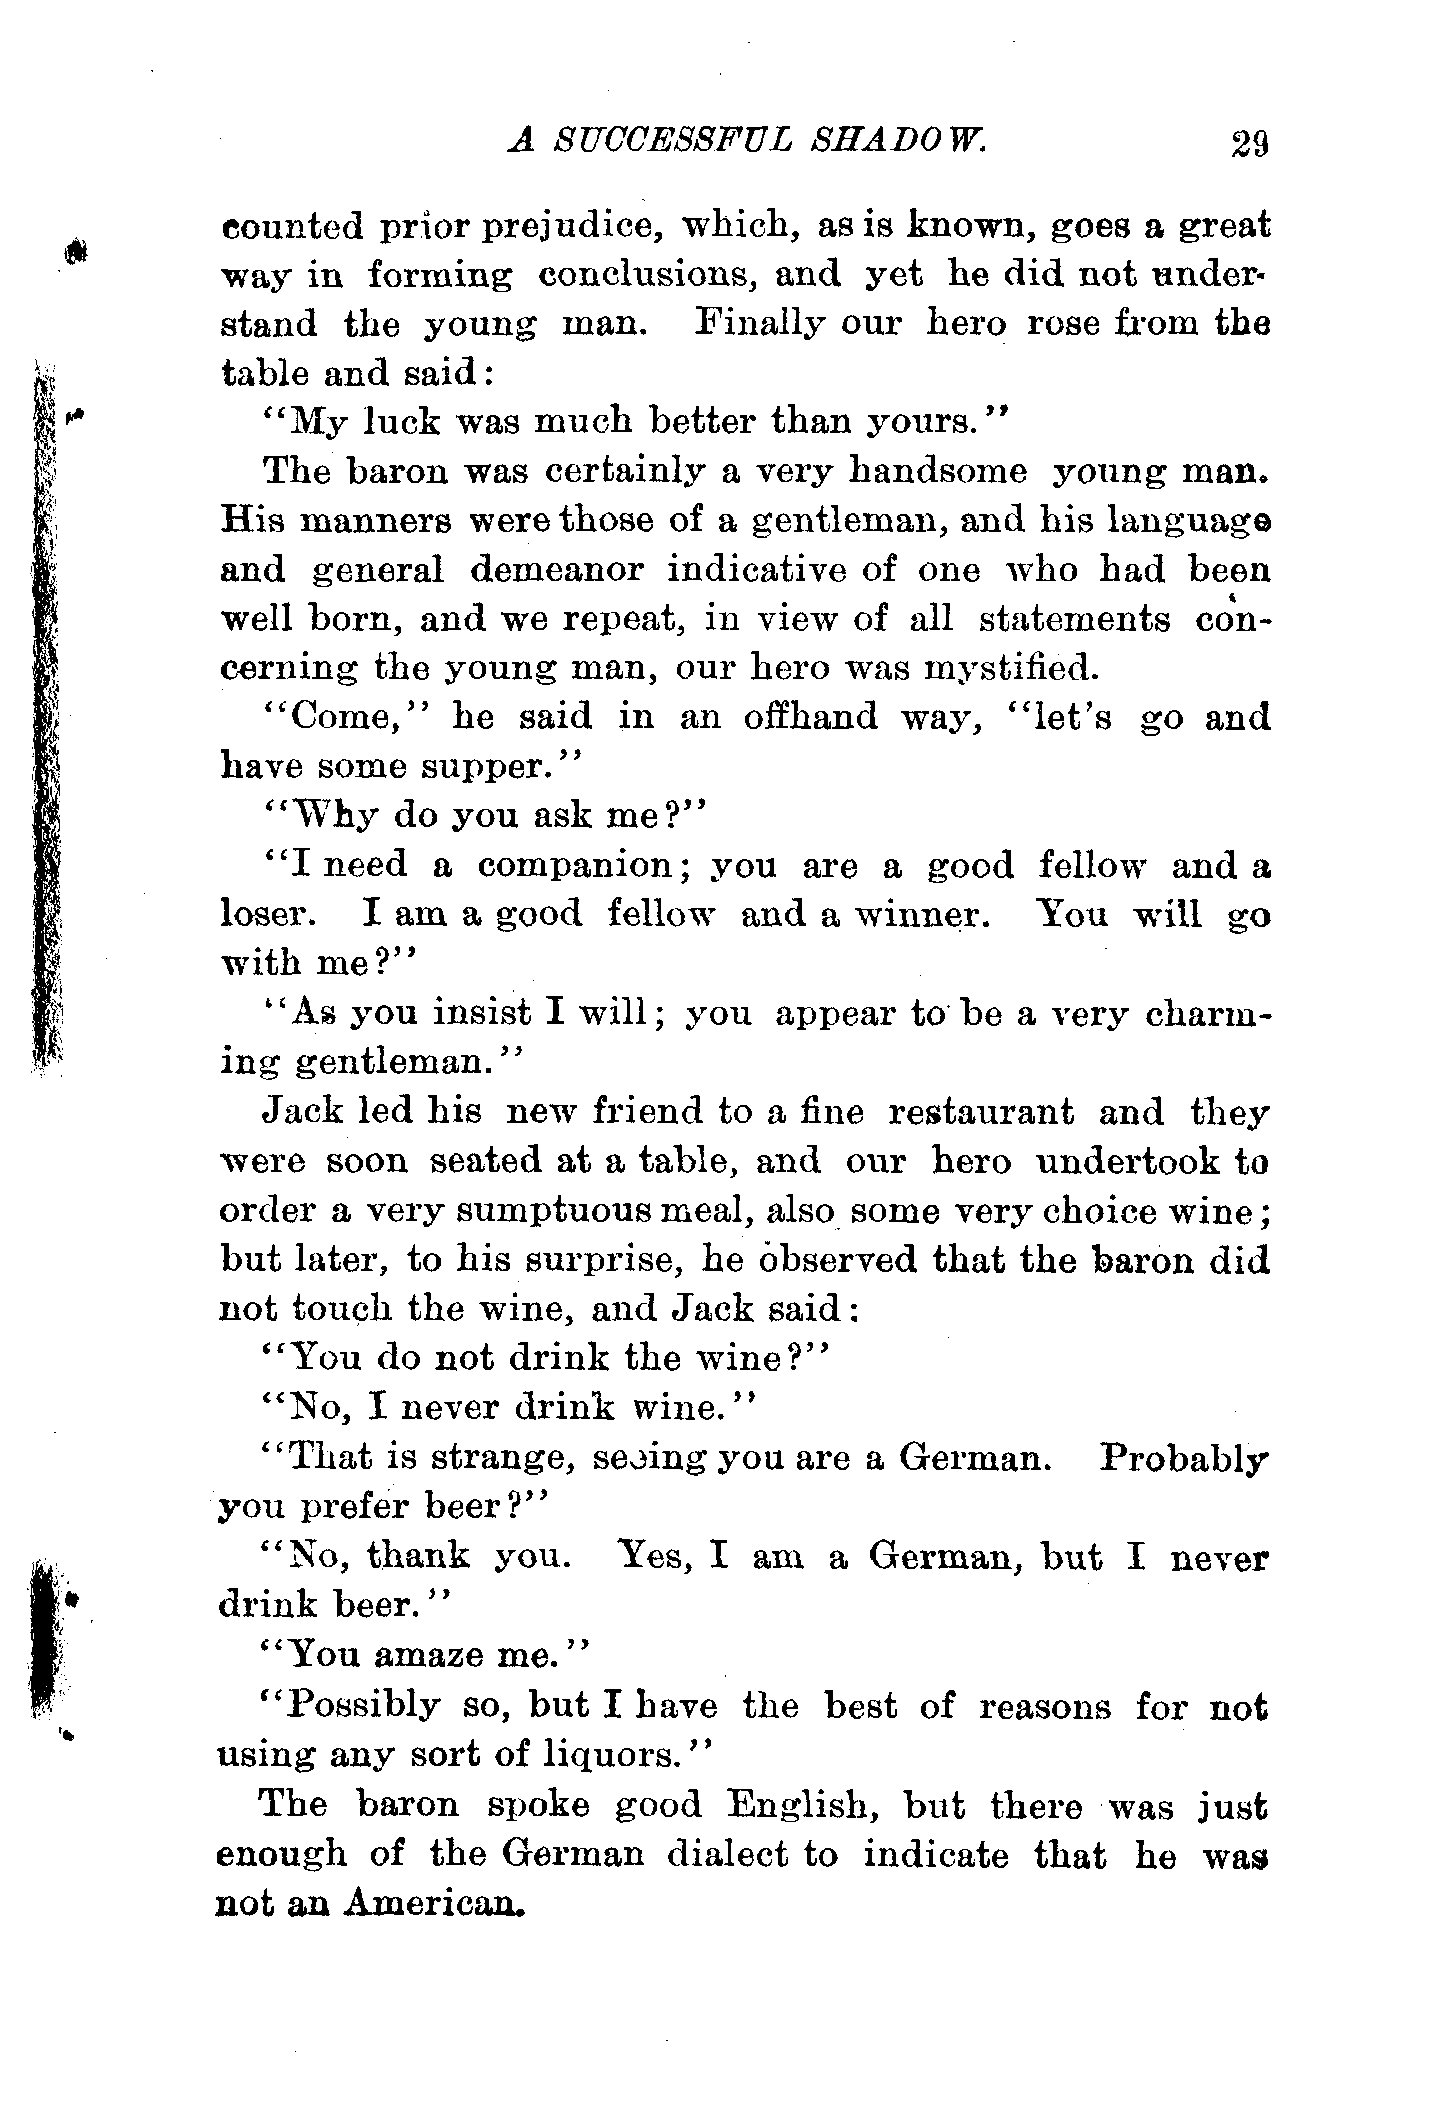 A SUCCESSFUL SHADOW. 29
counted prior prejudice, which, as is known, goes a great
way in forming conclusions, and yet he did not under-
stand the young man. Finally our hero rose from the
table and said:
"My luck was much better than yours."
The baron was certainly a very handsome young man.
His manners were those of a gentleman, and his language
and general demeanor indicative of one who had been
well born, and we repeat, in view of all statements con-
cerning the young man, our hero was mystified.
"Come," he said in an offhand way, "let's go and
have some supper."
"Why do you ask me?"
"I need a companion; you are a good fellow and a
loser. I am a good fellow and a winner. You will go
with me?"
"As you insist I will; you appear to be a very charm-
ing gentleman."
Jack led his new friend to a fine restaurant and they
were soon seated at a table, and our hero undertook to
order a very sumptuous meal, also some very choice wine;
but later, to his surprise, he observed that the baron did
not touch the wine, and Jack said:
"You do not drink the wine?"
"No, I never drink wine."
"That is strange, seeing you are a German. Probably
you prefer beer?"
"No, thank you. Yes, I am a German, but I never
drink beer."
"You amaze me."
"Possibly so, but I have the best of reasons for not
using any sort of liquors."
The baron spoke good English, but there was just
enough of the German dialect to indicate that he was
not an American.